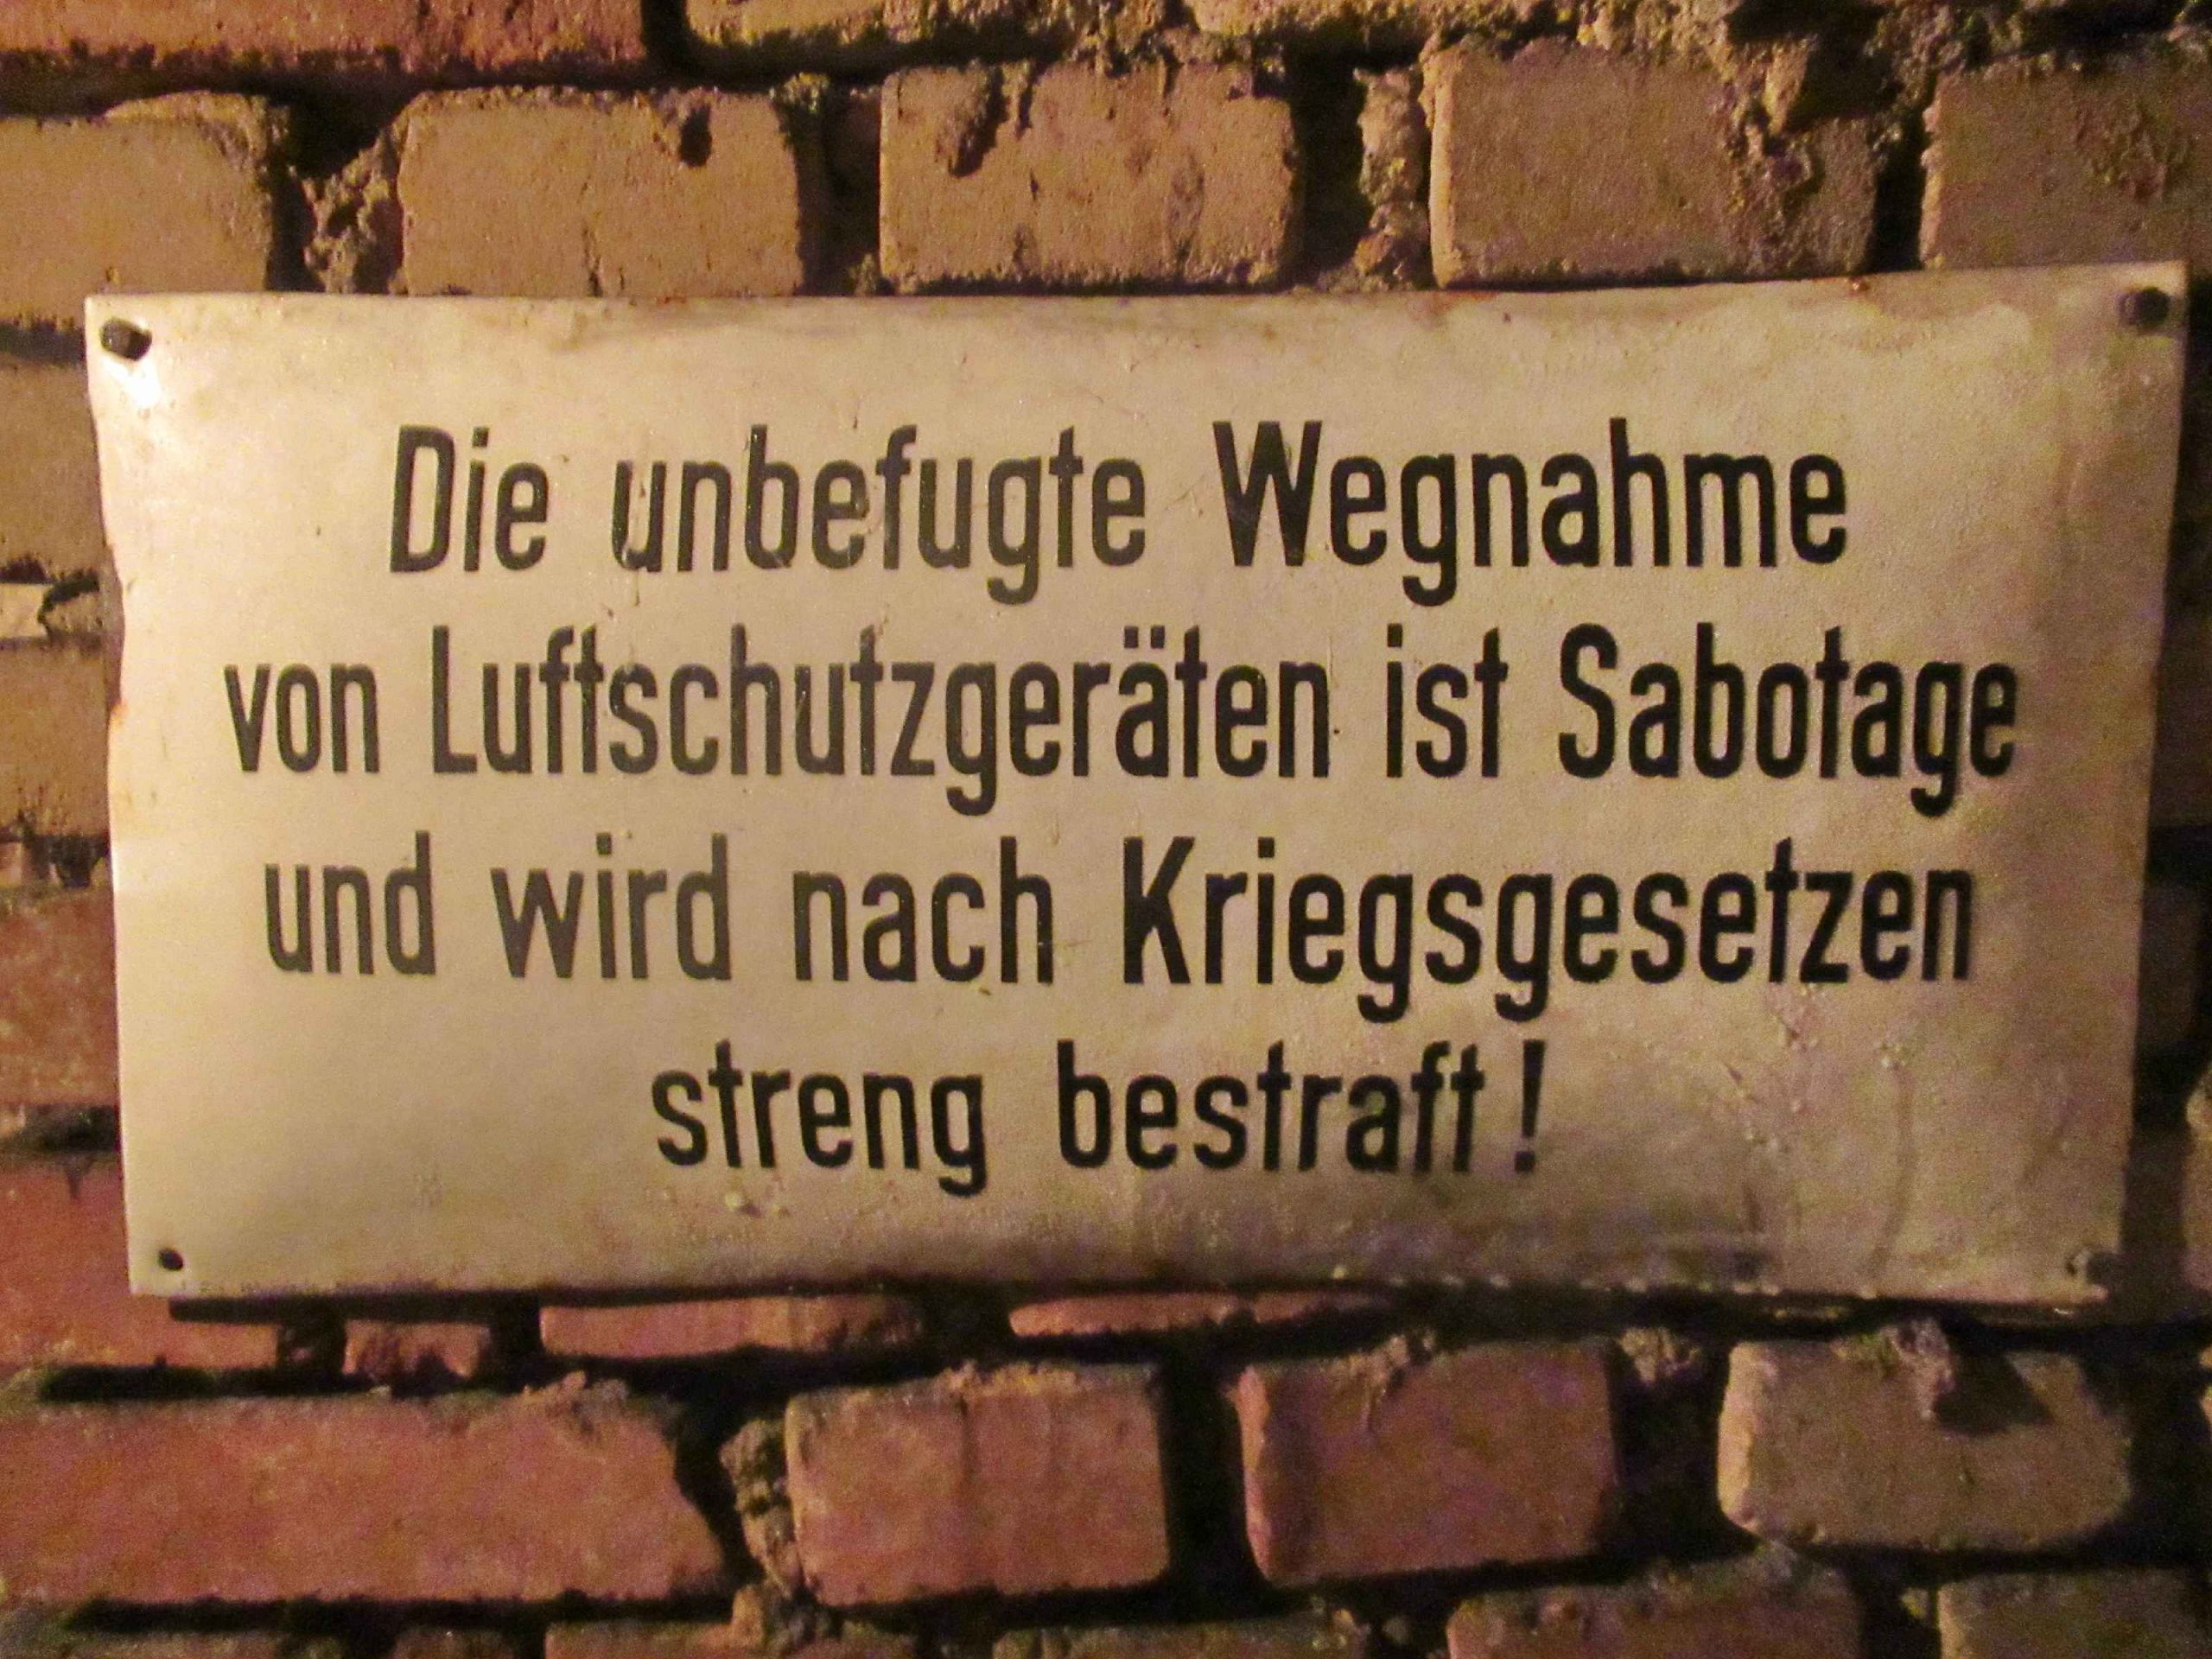 Die unbefugte Wegnahme
von Luftschutzgeräten ist Sabotage
und wird nach Kriegsgesetzen
streng bestraft!